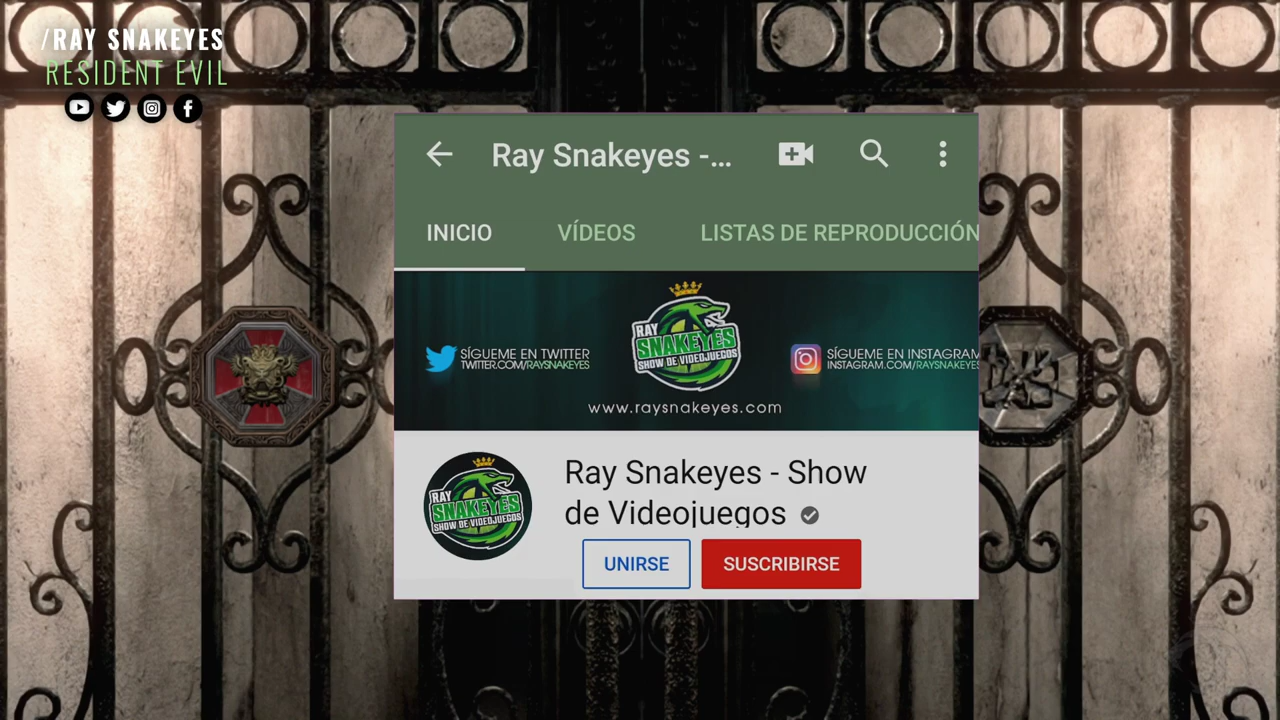 /RAY SNAKEYES
RESIDENT EVIL
Ray Snakeyes -...
INICIO
VÍDEOS
LISTAS DE REPRODUCCIÓN
SÍGUEME EN TWITTER
TWITTER.COM/RAYSNAKEYES
RAY
SNAKEYES
SHOW DE VIDEOJUEGOS
SÍGUEME EN INSTAGRAM
INSTAGRAM.COM/RAYSNAKEYES
www.raysnakeyes.com
RAY
SNAKEYES
SHOW DE VIDEOJUEGOS
Ray Snakeyes - Show
de Videojuegos
UNIRSE
SUSCRIBIRSE